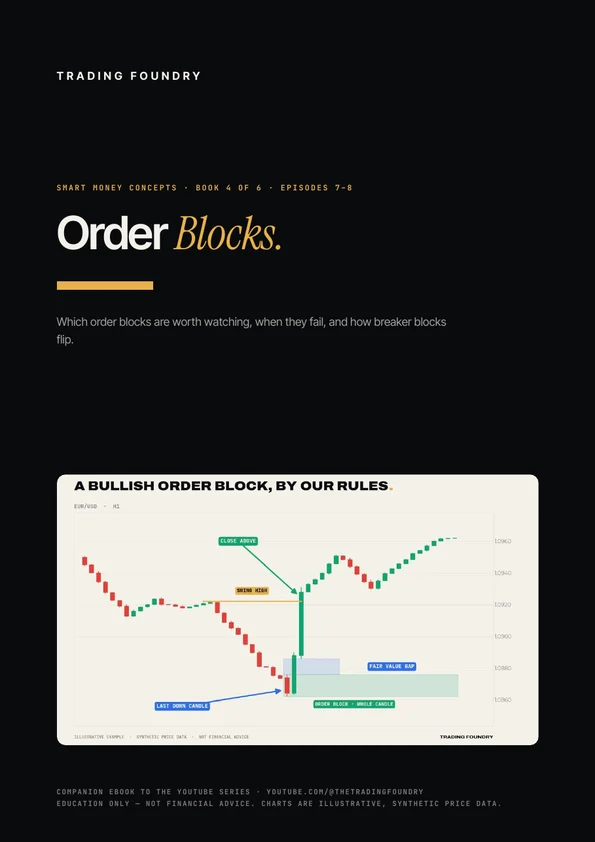 TRADING FOUNDRY
SMART MONEY CONCEPTS · BOOK 4 OF 6 · EPISODES 7–8
Order Blocks.
Which order blocks are worth watching, when they fail, and how breaker blocks
flip.
A BULLISH ORDER BLOCK, BY OUR RULES.
EUR/USD · H1
CLOSE ABOVE
1.0960
1.0940
SWING HIGH
1.0920
1.0900
FAIR VALUE GAP
1.0880
LAST DOWN CANDLE
ORDER BLOCK · WHOLE CANDLE
1.0860
ILLUSTRATIVE EXAMPLE · SYNTHETIC PRICE DATA · NOT FINANCIAL ADVICE
TRADING FOUNDRY
COMPANION EBOOK TO THE YOUTUBE SERIES · YOUTUBE.COM/@THETRADINGFOUNDRY
EDUCATION ONLY — NOT FINANCIAL ADVICE. CHARTS ARE ILLUSTRATIVE, SYNTHETIC PRICE DATA.